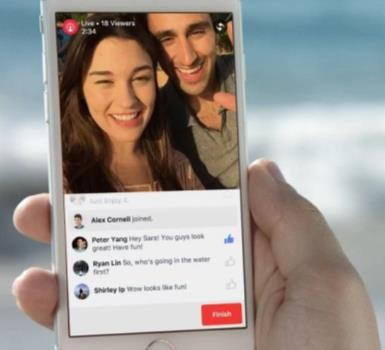 Live • 18 Viewers
2:34
Alex Cornell joined.
Peter Yang Hey Sara! You guys look
great! Have fun!
Ryan Lin So, who's going in the water
first?
Shirley Ip Wow looks like fun!
Finish